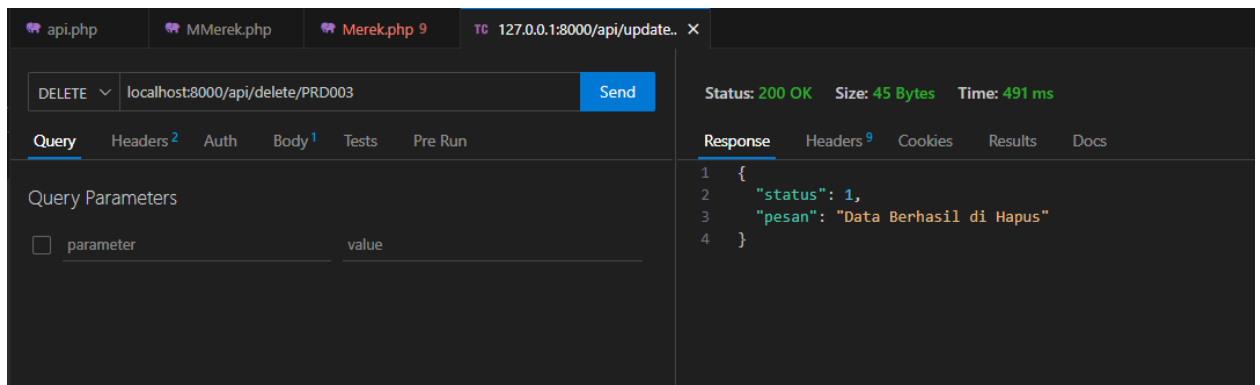 api.php MMerek.php Merek.php 9 TC 127.0.0.1:8000/api/update..
DELETE localhost:8000/api/delete/PRD003 Send
Status: 200 OK Size: 45 Bytes Time: 491 ms
Query Headers 2 Auth Body 1 Tests Pre Run
Response Headers 9 Cookies Results Docs
Query Parameters
parameter value
1 {
2 "status": 1,
3 "pesan": "Data Berhasil di Hapus"
4 }